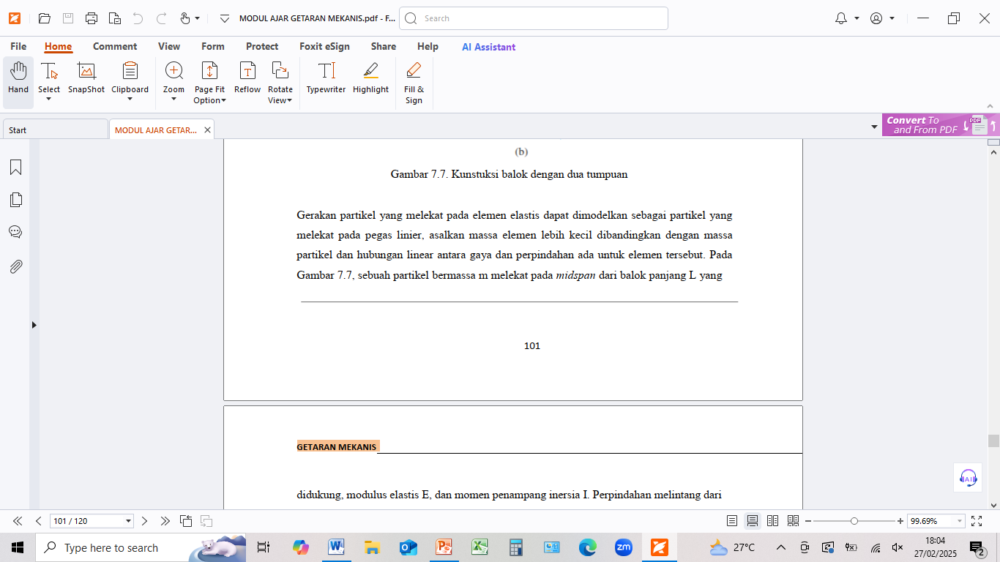 MODUL AJAR GETARAN MEKANIS.pdf - F...
Search
File Home Comment View Form Protect Foxit eSign Share Help AI Assistant
Hand
Select
SnapShot
Clipboard
Zoom
Page Fit Option
Reflow
Rotate View
Typewriter
Highlight
Fill & Sign
Start
MODUL AJAR GETAR...
Convert To
and From PDF
PDF
(b)
Gambar 7.7. Kunstuksi balok dengan dua tumpuan
Gerakan partikel yang melekat pada elemen elastis dapat dimodelkan sebagai partikel yang
melekat pada pegas linier, asalkan massa elemen lebih kecil dibandingkan dengan massa
partikel dan hubungan linear antara gaya dan perpindahan ada untuk elemen tersebut. Pada
Gambar 7.7, sebuah partikel bermassa m melekat pada midspan dari balok panjang L yang
101
GETARAN MEKANIS
didukung, modulus elastis E, dan momen penampang inersia I. Perpindahan melintang dari
AI
101 / 120
99.69%
Type here to search
zm
27°C
18:04
27/02/2025
2